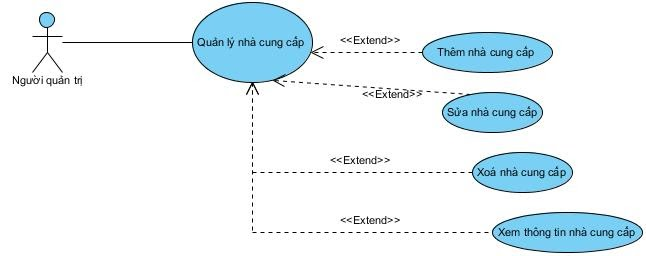 Người quản trị
Quản lý nhà cung cấp
<<Extend>>
Thêm nhà cung cấp
<<Extend>>
Sửa nhà cung cấp
<<Extend>>
Xoá nhà cung cấp
<<Extend>>
Xem thông tin nhà cung cấp